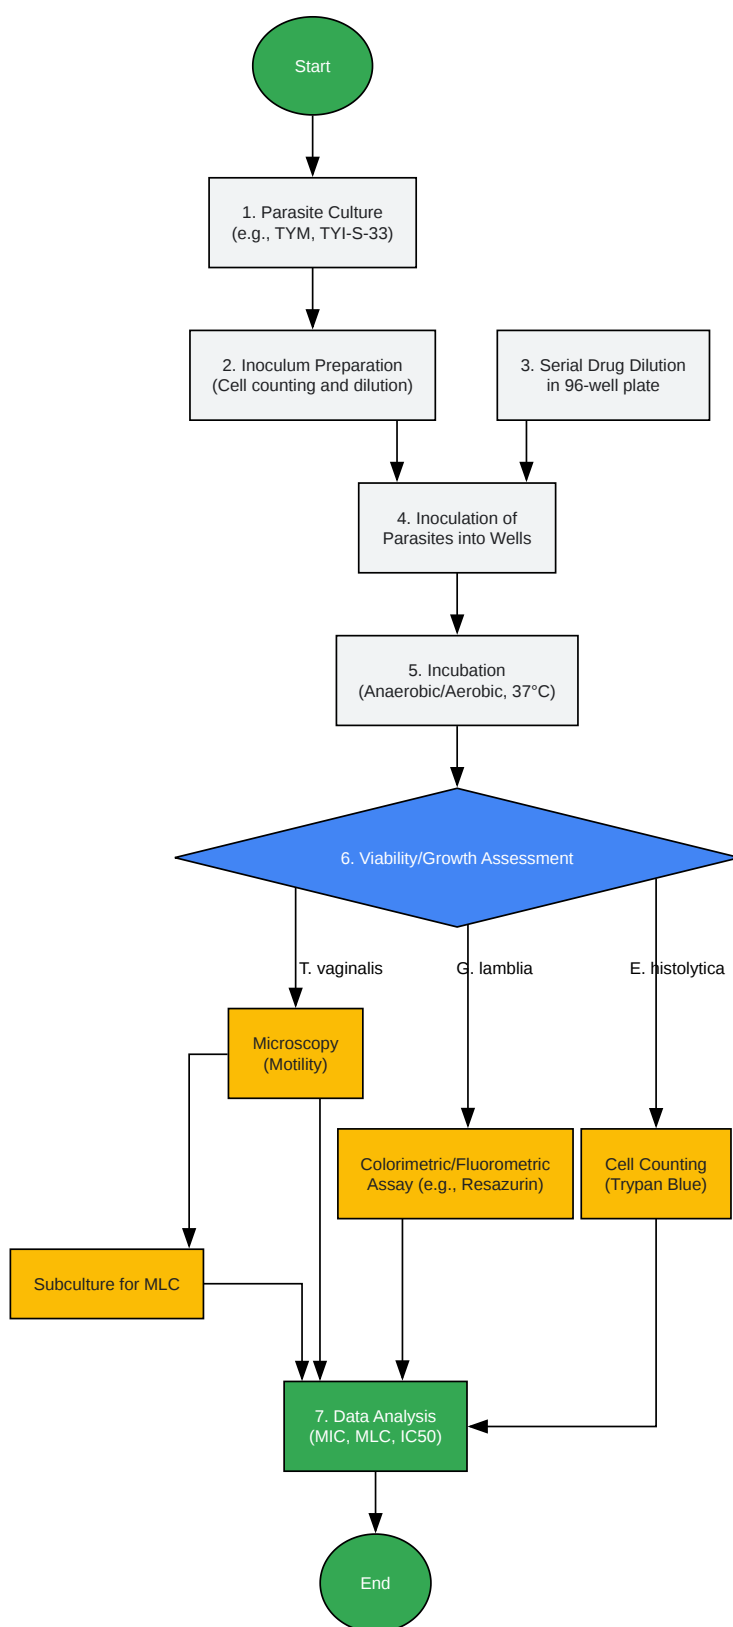 Start
1. Parasite Culture
(e.g., TYM, TYI-S-33)
2. Inoculum Preparation
(Cell counting and dilution)
3. Serial Drug Dilution
in 96-well plate
4. Inoculation of
Parasites into Wells
5. Incubation
(Anaerobic/Aerobic, 37°C)
6. Viability/Growth Assessment
T. vaginalis
G. lamblia
E. histolytica
Microscopy
(Motility)
Colorimetric/Fluorometric
Assay (e.g., Resazurin)
Cell Counting
(Trypan Blue)
Subculture for MLC
7. Data Analysis
(MIC, MLC, IC50)
End